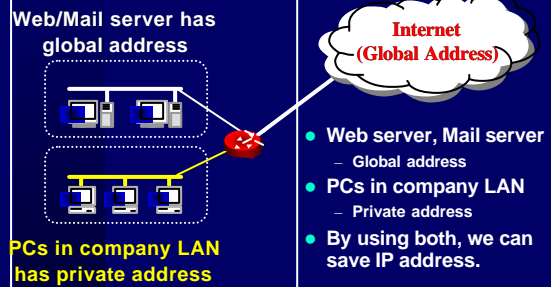 Web/Mail server has
global address
PCs in company LAN
has private address
Internet
(Global Address)
● Web server, Mail server
– Global address
● PCs in company LAN
– Private address
● By using both, we can
save IP address.